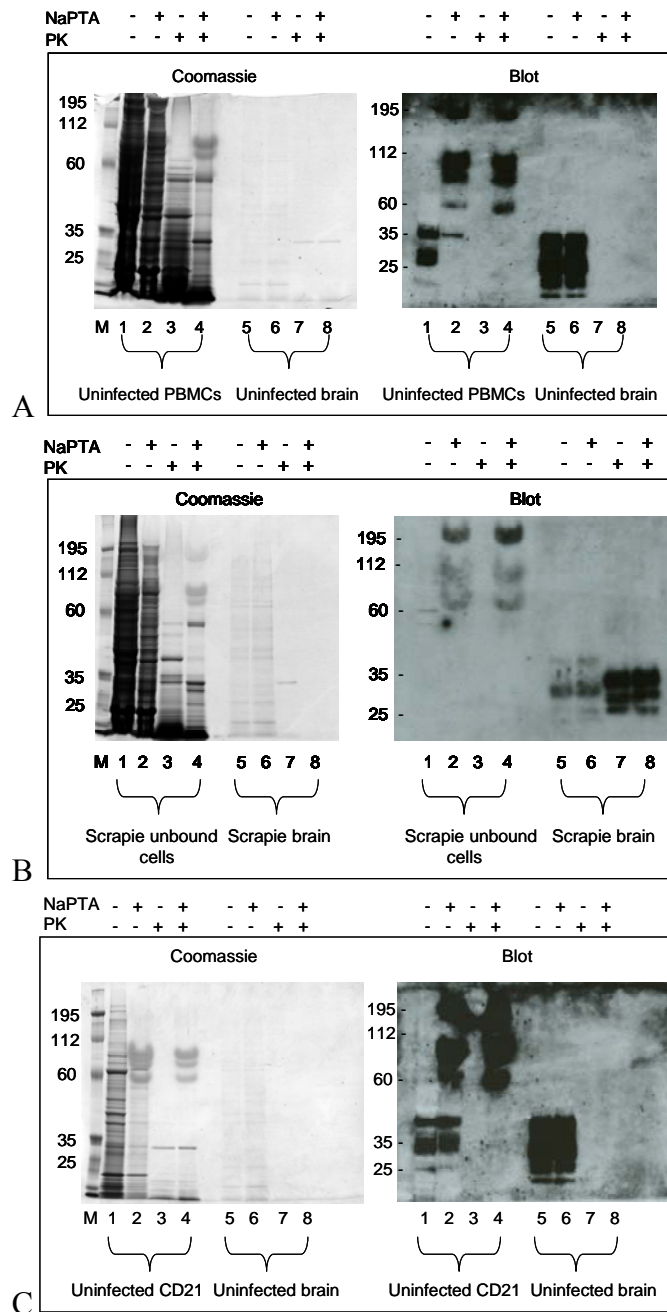 NaPTA - + - + - + - + - + - + - + - +
PK - - + + - - + + - - + + - - + +
Coomassie Blot
195 195 -
112 112 -
60 60 -
35 35 -
25 25 -
M 1 2 3 4 5 6 7 8 1 2 3 4 5 6 7 8
Uninfected PBMCs Uninfected brain Uninfected PBMCs Uninfected brain
A
NaPTA - + - + - + - + - + - + - + - +
PK - - + + - - + + - - + + - - + +
Coomassie Blot
195 195 -
112 112 -
60 60 -
35 35 -
25 25 -
M 1 2 3 4 5 6 7 8 1 2 3 4 5 6 7 8
Scrapie unbound Scrapie brain Scrapie unbound Scrapie brain
cells cells
B
NaPTA - + - + - + - + - + - + - + - +
PK - - + + - - + + - - + + - - + +
Coomassie Blot
195 195 -
112 112 -
60 60 -
35 35 -
25 25 -
M 1 2 3 4 5 6 7 8 1 2 3 4 5 6 7 8
Uninfected CD21 Uninfected brain Uninfected CD21 Uninfected brain
C